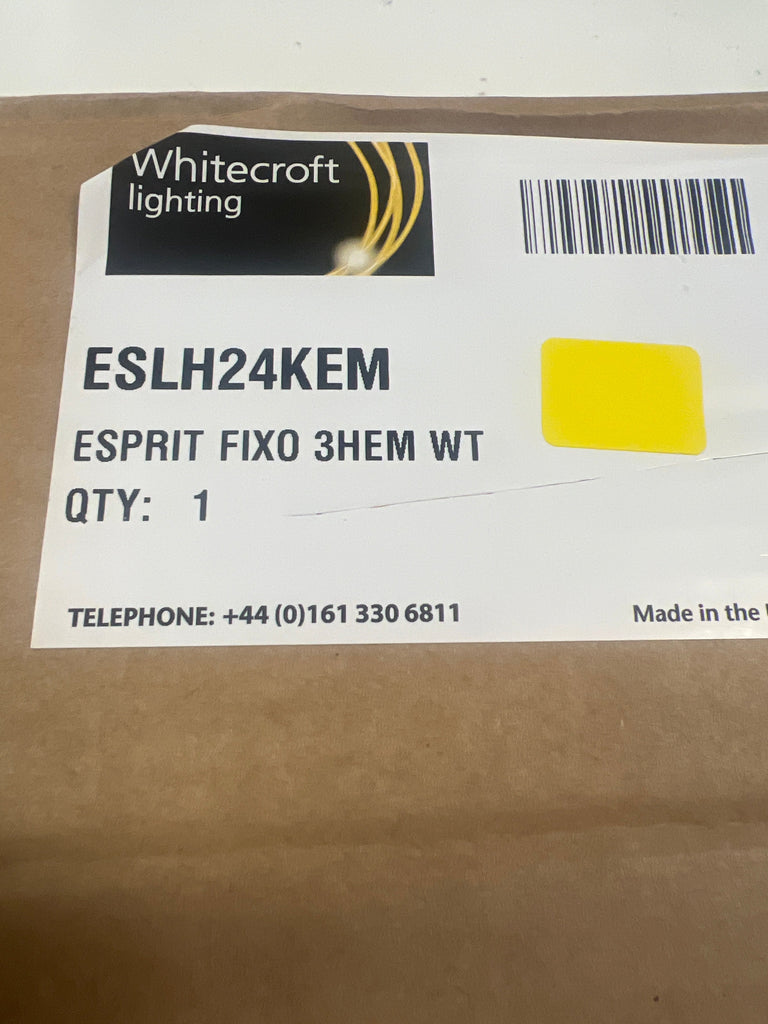 Whitecroft
lighting
ESLH24KEM
ESPRIT FIXO 3HEM WT
QTY: 1
TELEPHONE: +44 (0)161 330 6811
Made in the